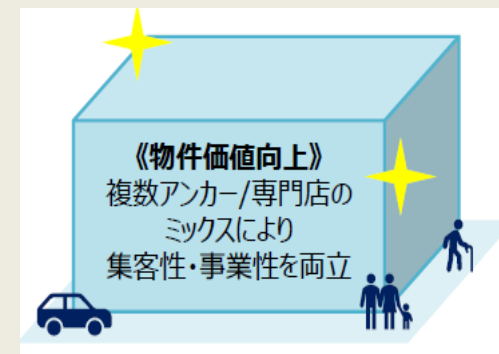 《物件価値向上》
複数アンカー/専門店の
ミックスにより
集客性・事業性を両立